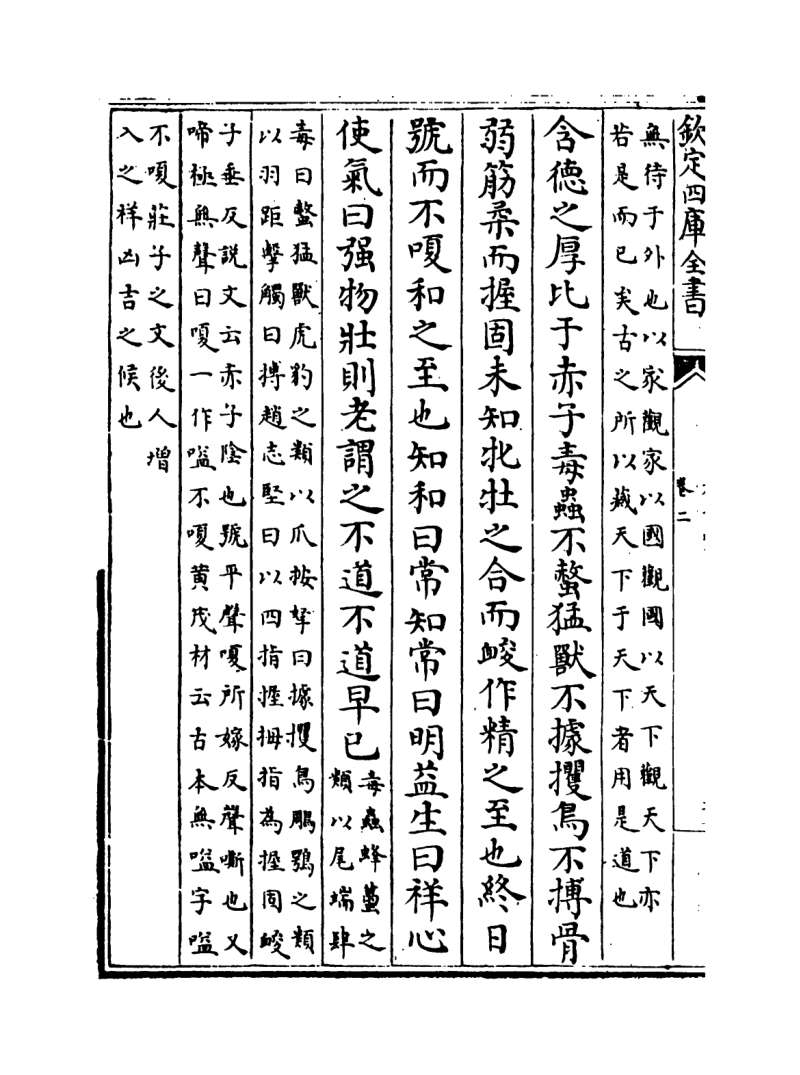 欽定四庫全書
卷二
無待于外也以家觀家以國觀國以天下觀天下亦
若是而已矣古之所以藏天下于天下者用是道也
含德之厚比于赤子毒蟲不螫猛獸不據攫鳥不搏骨
弱筋柔而握固未知牝牡之合而㕙作精之至也終日
號而不嗄和之至也知和曰常知常曰明益生曰祥心
使氣曰强物壯則老謂之不道不道早已
毒蟲蜂蠆之
類以尾端肆
毒曰螫猛獸虎豹之類以爪按拏曰據攫鳥鵰鶚之類
以羽距擊觸曰搏趙志堅曰以四指握拇指為握固㕙
子垂反説文云赤子陰也號平聲嗄所嫁反聲嘶也又
啼極無聲曰嗄一作嗌不嗄黄茂材云古本無嗌字嗌
不嗄莊子之文後人增
入之祥凶吉之候也